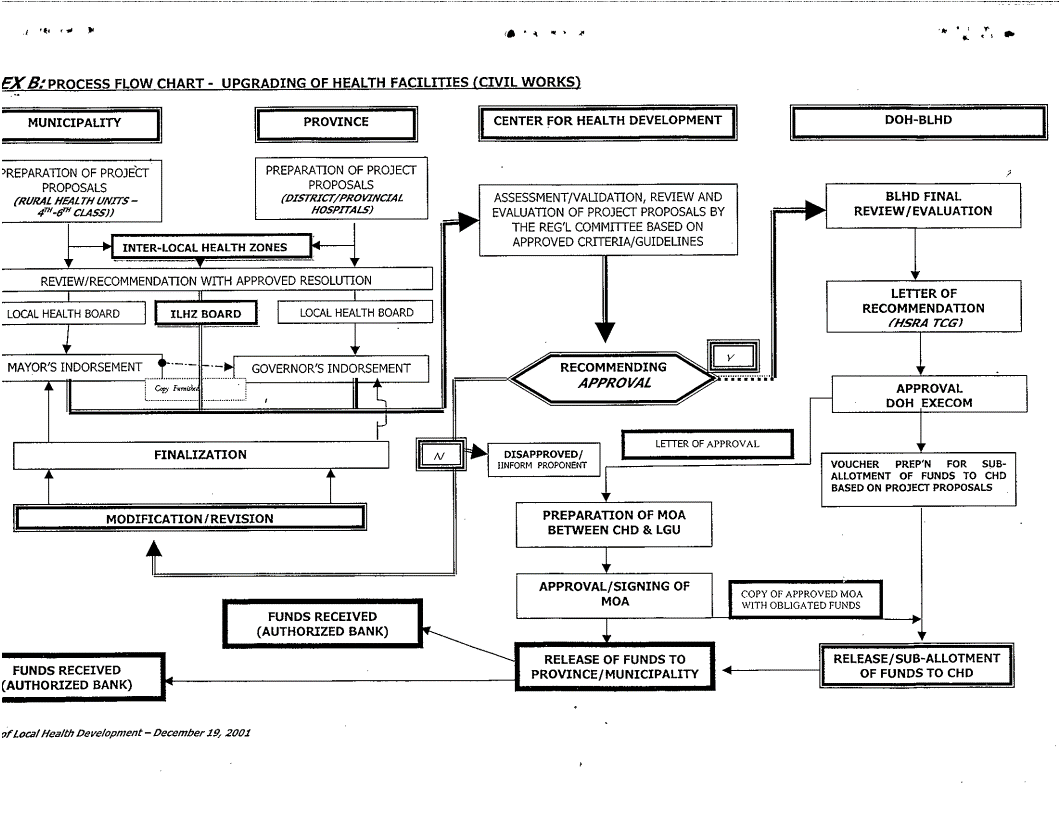 EX B: PROCESS FLOW CHART - UPGRADING OF HEALTH FACILITIES (CIVIL WORKS)
MUNICIPALITY
PROVINCE
CENTER FOR HEALTH DEVELOPMENT
DOH-BLHD
PREPARATION OF PROJECT
PROPOSALS
(RURAL HEALTH UNITS –
4TH-6TH CLASS))
PREPARATION OF PROJECT
PROPOSALS
(DISTRICT/PROVINCIAL
HOSPITALS)
ASSESSMENT/VALIDATION, REVIEW AND
EVALUATION OF PROJECT PROPOSALS BY
THE REG'L COMMITTEE BASED ON
APPROVED CRITERIA/GUIDELINES
BLHD FINAL
REVIEW/EVALUATION
INTER-LOCAL HEALTH ZONES
REVIEW/RECOMMENDATION WITH APPROVED RESOLUTION
LOCAL HEALTH BOARD
ILHZ BOARD
LOCAL HEALTH BOARD
LETTER OF
RECOMMENDATION
(HSRA TCG)
MAYOR'S INDORSEMENT
GOVERNOR'S INDORSEMENT
Copy Furnished
RECOMMENDING
APPROVAL
Y
APPROVAL
DOH EXECOM
FINALIZATION
N
DISAPPROVED/
IINFORM PROPONENT
LETTER OF APPROVAL
VOUCHER PREP'N FOR SUB-
ALLOTMENT OF FUNDS TO CHD
BASED ON PROJECT PROPOSALS
MODIFICATION/REVISION
PREPARATION OF MOA
BETWEEN CHD & LGU
APPROVAL/SIGNING OF
MOA
COPY OF APPROVED MOA
WITH OBLIGATED FUNDS
FUNDS RECEIVED
(AUTHORIZED BANK)
FUNDS RECEIVED
(AUTHORIZED BANK)
RELEASE OF FUNDS TO
PROVINCE/MUNICIPALITY
RELEASE/SUB-ALLOTMENT
OF FUNDS TO CHD
of Local Health Development – December 19, 2001